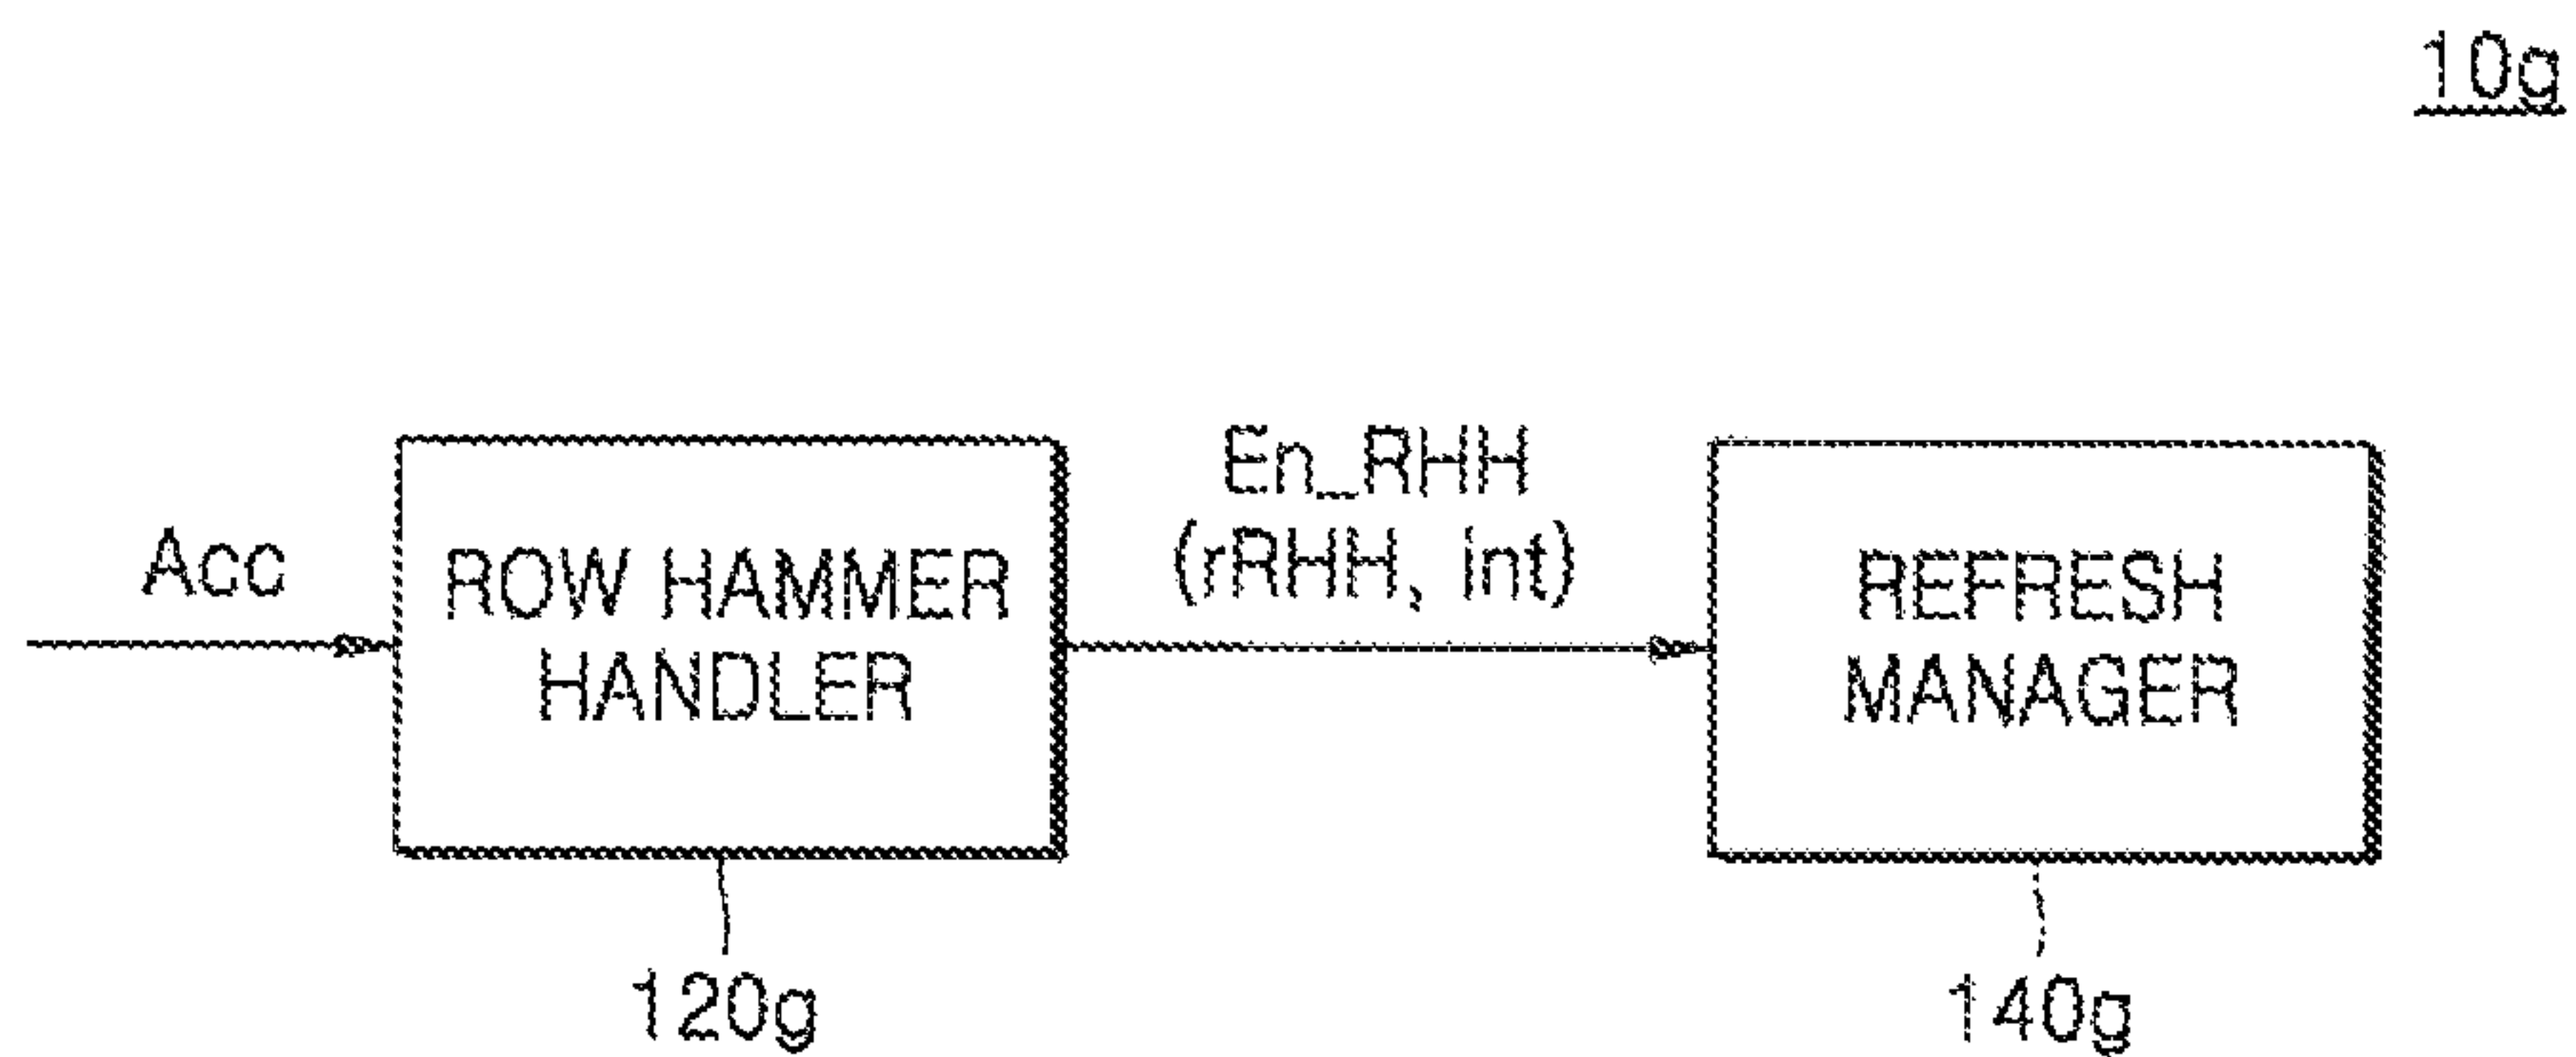 10g
Acc
ROW HAMMER
HANDLER
En_RHH
(rRHH, int)
REFRESH
MANAGER
120g
140g